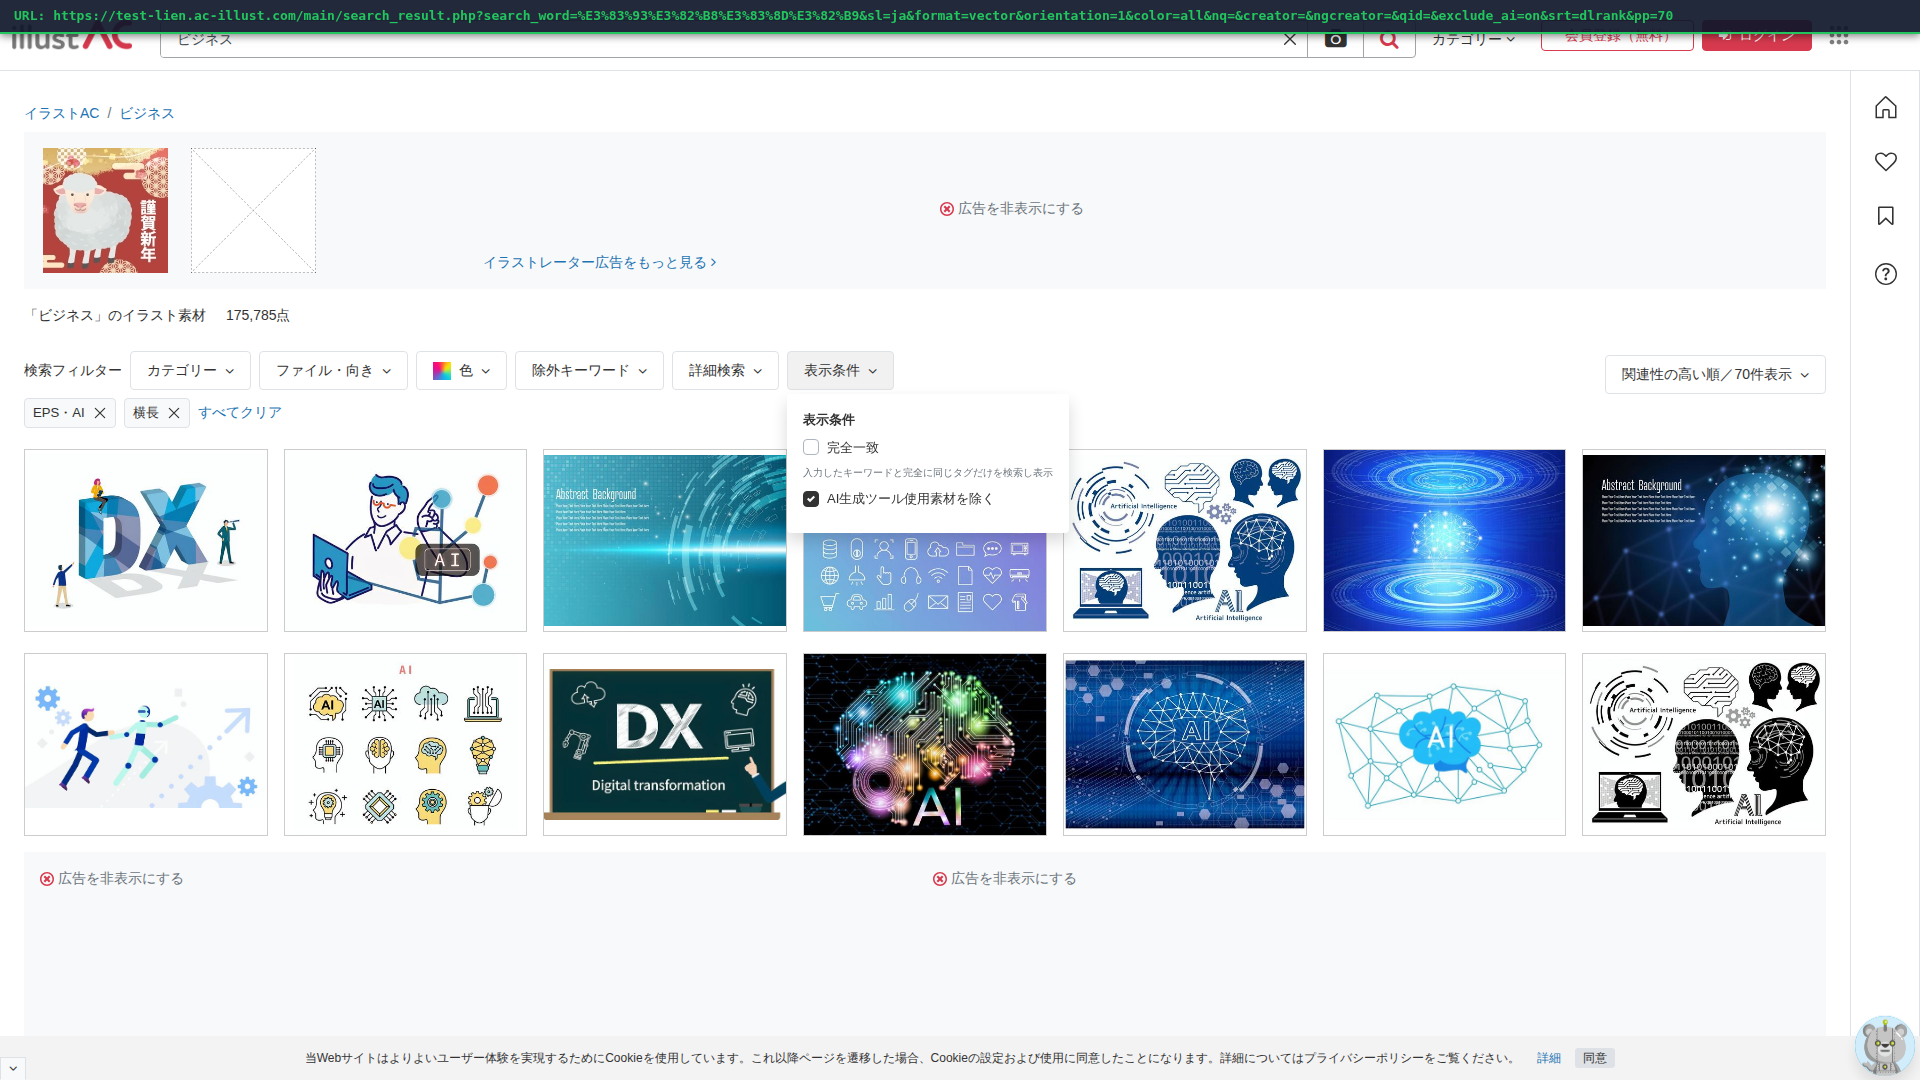 URL: https://test-lien.ac-illust.com/main/search_result.php?search_word=%E3%83%93%E3%82%B8%E3%83%8D%E3%82%B9&sl=ja&format=vector&orientation=1&color=all&nq=&creator=&ngcreator=&qid=&exclude_ai=on&srt=dlrank&pp=70
illust AC
ビジネス
カテゴリー
会員登録（無料）
ログイン
イラストAC / ビジネス
謹賀新年
広告を非表示にする
イラストレーター広告をもっと見る
「ビジネス」のイラスト素材 175,785点
検索フィルター
カテゴリー
ファイル・向き
色
除外キーワード
詳細検索
表示条件
関連性の高い順／70件表示
EPS・AI
横長
すべてクリア
表示条件
完全一致
入力したキーワードと完全に同じタグだけを検索し表示
AI生成ツール使用素材を除く
DX
AI
Abstract Background
Artificial Intelligence
AI
Artificial Intelligence
Abstract Background
AI
AI
DX
Digital transformation
AI
AI
AI
Artificial Intelligence
AI
Artificial Intelligence
広告を非表示にする
広告を非表示にする
当Webサイトはよりよいユーザー体験を実現するためにCookieを使用しています。これ以降ページを遷移した場合、Cookieの設定および使用に同意したことになります。詳細についてはプライバシーポリシーをご覧ください。
詳細
同意